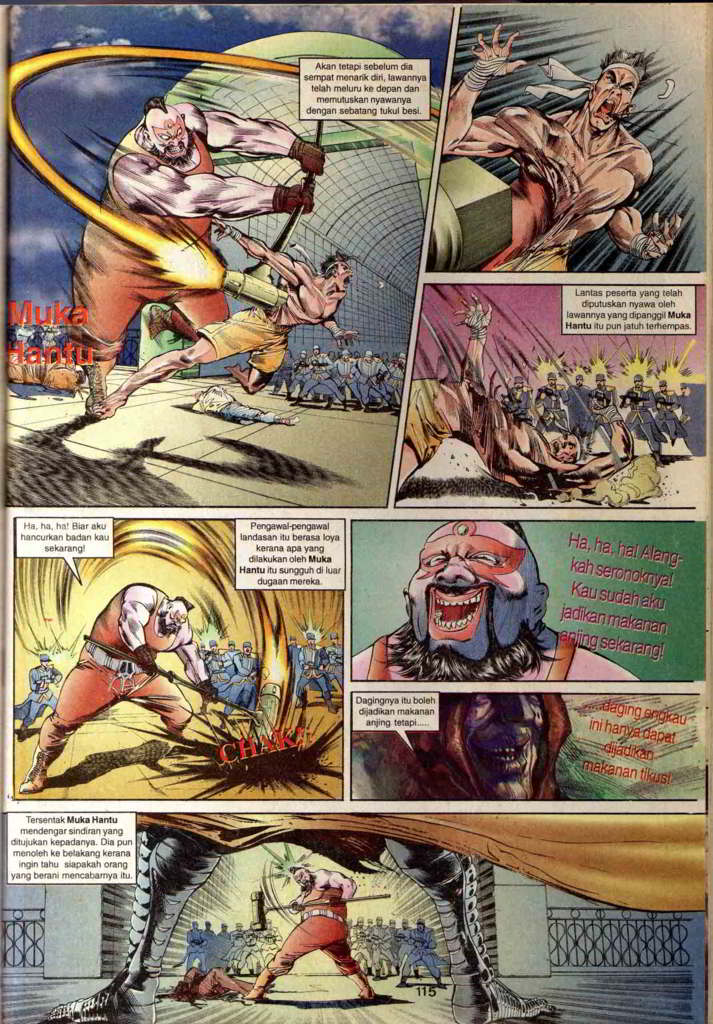 Akan tetapi sebelum dia
sempat menarik diri, lawannya
telah meluru ke depan dan
memutuskan nyawanya
dengan sebatang tukul besi.
Muka
Hantu
Lantas peserta yang telah
diputuskan nyawa oleh
lawannya yang dipanggil Muka
Hantu itu pun jatuh terhempas.
Ha, ha, ha! Biar aku
hancurkan badan kau
sekarang!
Pengawal-pengawal
landasan itu berasa loya
kerana apa yang
dilakukan oleh Muka
Hantu itu sungguh di luar
dugaan mereka.
CHAK!
Ha, ha, ha! Alang-
kah seronoknya!
Kau sudah aku
jadikan makanan
anjing sekarang!
Dagingnya itu boleh
dijadikan makanan
anjing tetapi.....
.....daging engkau
ini hanya dapat
dijadikan
makanan tikus!
Tersentak Muka Hantu
mendengar sindiran yang
ditujukan kepadanya. Dia pun
menoleh ke belakang kerana
ingin tahu siapakah orang
yang berani mencabarnya itu.
115